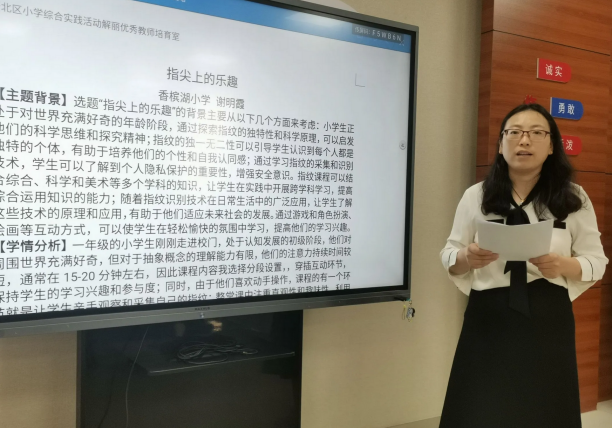 北区小学综合实践活动解丽优秀教师培育室
指尖上的乐趣
香槟湖小学 谢明霞
【主题背景】选题“指尖上的乐趣”的背景主要从以下几个方面来考虑：小学生正
处于对世界充满好奇的年龄阶段，通过探索指纹的独特性和科学原理，可以启发
他们的科学思维和探究精神；指纹的独一无二性可以引导学生认识到每个人都是
独特的个体，有助于培养他们的个性和自我认同感；通过学习指纹的采集和识别
技术，学生可以了解到个人隐私保护的重要性，增强安全意识。指纹课程可以结
合综合、科学和美术等多个学科的知识，让学生在实践中开展跨学科学习，提高
综合运用知识的能力；随着指纹识别技术在日常生活中的广泛应用，让学生了解
这些技术的原理和应用，有助于他们适应未来社会的发展。通过游戏和角色扮演、
绘画等互动方式，可以使学生在轻松愉快的氛围中学习，提高他们的学习兴趣。
【学情分析】一年级的小学生刚刚走进校门，处于认知发展的初级阶段，他们对
周围世界充满好奇，但对于抽象概念的理解能力有限，他们的注意力持续时间较
短，通常在 15-20 分钟左右，因此课程内容我选择分段设置，，穿插互动环节，
保持学生的学习兴趣和参与度；同时，由于他们喜欢动手操作，课程的有一个环
节就是让学生亲手观察和采集自己的指纹；整堂课中注重直观性和趣味性，利用
诚实
勇敢